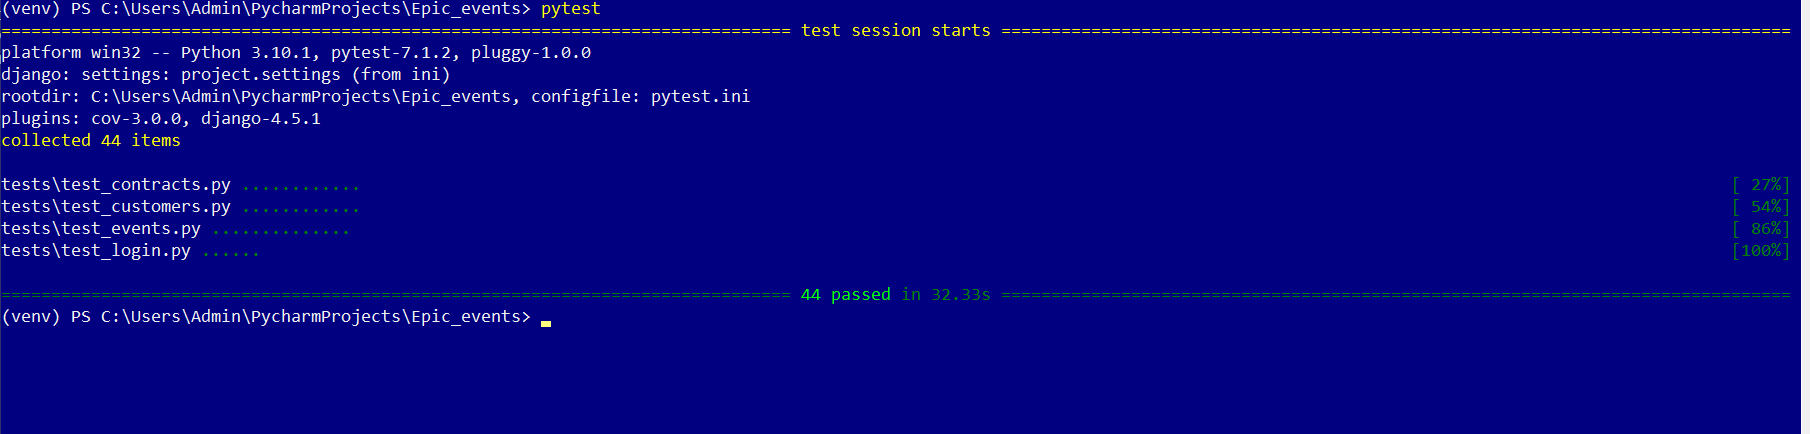 (venv) PS C:\Users\Admin\PycharmProjects\Epic_events> pytest
=============================================================================== test session starts ===============================================================================
platform win32 -- Python 3.10.1, pytest-7.1.2, pluggy-1.0.0
django: settings: project.settings (from ini)
rootdir: C:\Users\Admin\PycharmProjects\Epic_events, configfile: pytest.ini
plugins: cov-3.0.0, django-4.5.1
collected 44 items
tests\test_contracts.py ............ [ 27%]
tests\test_customers.py ............ [ 54%]
tests\test_events.py .............. [ 86%]
tests\test_login.py ...... [100%]
=============================================================================== 44 passed in 32.33s ===============================================================================
(venv) PS C:\Users\Admin\PycharmProjects\Epic_events>